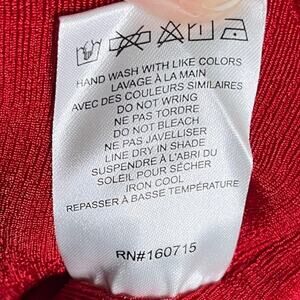 HAND WASH WITH LIKE COLORS
LAVAGE À LA MAIN
AVEC DES COULEURS SIMILAIRES
DO NOT WRING
NE PAS TORDRE
DO NOT BLEACH
NE PAS JAVELLISER
LINE DRY IN SHADE
SUSPENDRE À L'ABRI DU
SOLEIL POUR SÉCHER
IRON COOL
REPASSER À BASSE TEMPÉRATURE
RN#160715